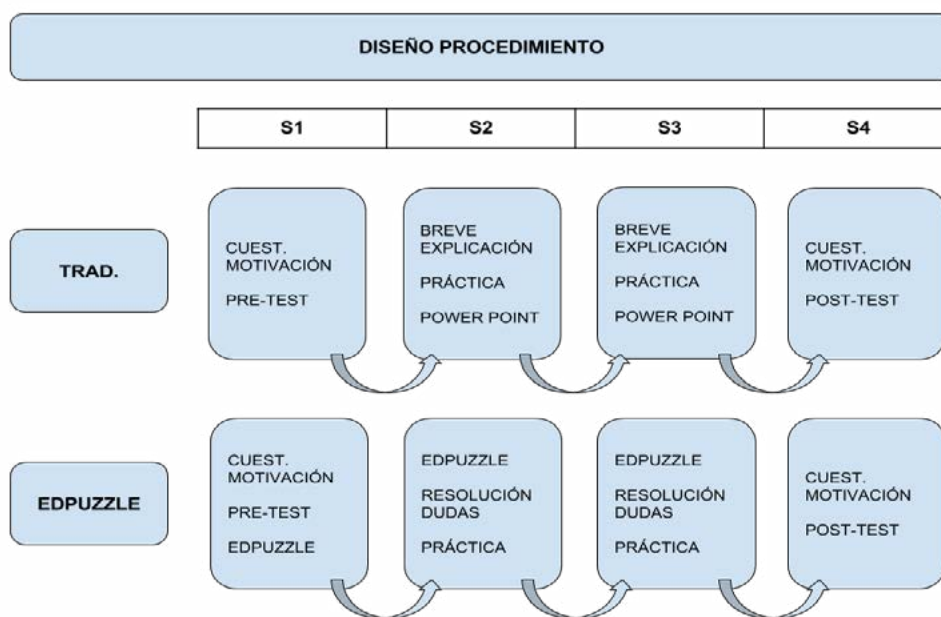 DISEÑO PROCEDIMIENTO
S1 S2 S3 S4
TRAD.
CUEST.
MOTIVACIÓN
PRE-TEST
BREVE
EXPLICACIÓN
PRÁCTICA
POWER POINT
BREVE
EXPLICACIÓN
PRÁCTICA
POWER POINT
CUEST.
MOTIVACIÓN
POST-TEST
EDPUZZLE
CUEST.
MOTIVACIÓN
PRE-TEST
EDPUZZLE
EDPUZZLE
RESOLUCIÓN
DUDAS
PRÁCTICA
EDPUZZLE
RESOLUCIÓN
DUDAS
PRÁCTICA
CUEST.
MOTIVACIÓN
POST-TEST